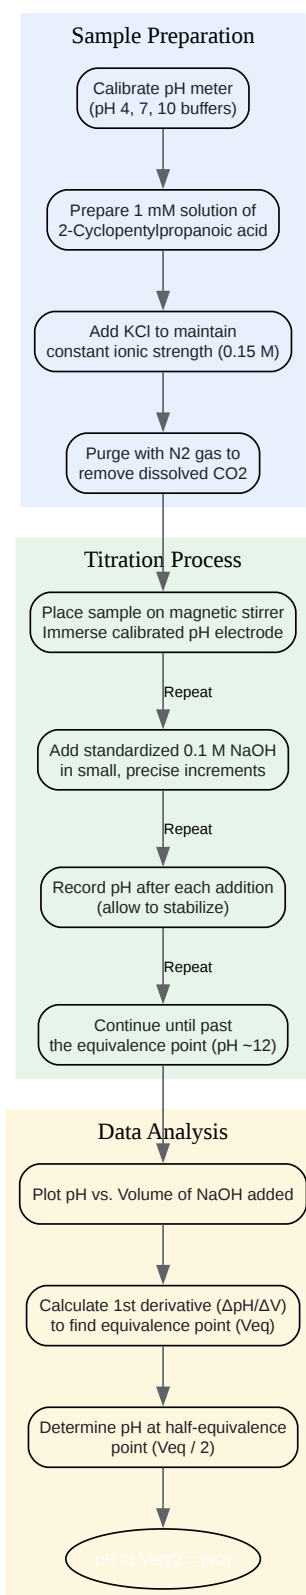 Sample Preparation
Calibrate pH meter
(pH 4, 7, 10 buffers)
Prepare 1 mM solution of
2-Cyclopentylpropanoic acid
Add KCl to maintain
constant ionic strength (0.15 M)
Purge with N2 gas to
remove dissolved CO2
Titration Process
Place sample on magnetic stirrer
Immerse calibrated pH electrode
Repeat
Add standardized 0.1 M NaOH
in small, precise increments
Repeat
Record pH after each addition
(allow to stabilize)
Repeat
Continue until past
the equivalence point (pH ~12)
Data Analysis
Plot pH vs. Volume of NaOH added
Calculate 1st derivative (ΔpH/ΔV)
to find equivalence point (Veq)
Determine pH at half-equivalence
point (Veq / 2)
pH at Veq/2 = pKa